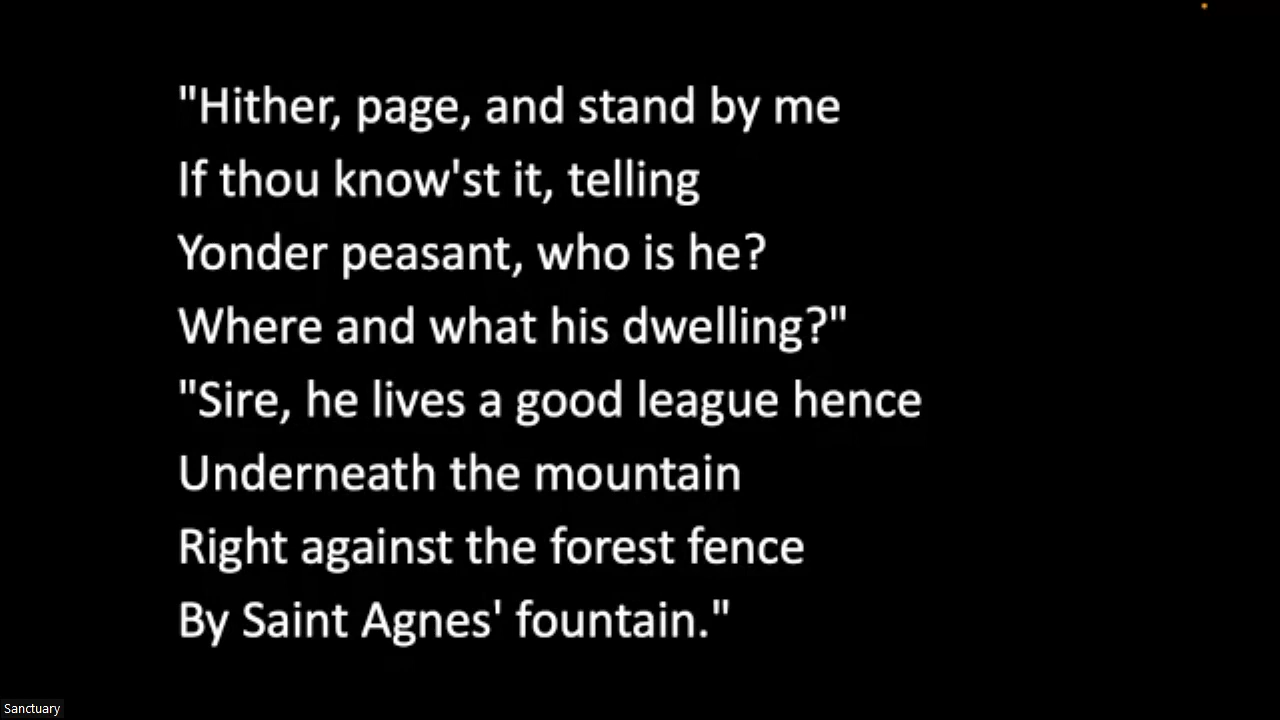 "Hither, page, and stand by me
If thou know'st it, telling
Yonder peasant, who is he?
Where and what his dwelling?"
"Sire, he lives a good league hence
Underneath the mountain
Right against the forest fence
By Saint Agnes' fountain."
Sanctuary